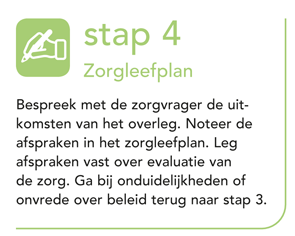 stap 4
Zorgleefplan
Bespreek met de zorgvrager de uit-
komsten van het overleg. Noteer de
afspraken in het zorgleefplan. Leg
afspraken vast over evaluatie van
de zorg. Ga bij onduidelijkheden of
onvrede over beleid terug naar stap 3.